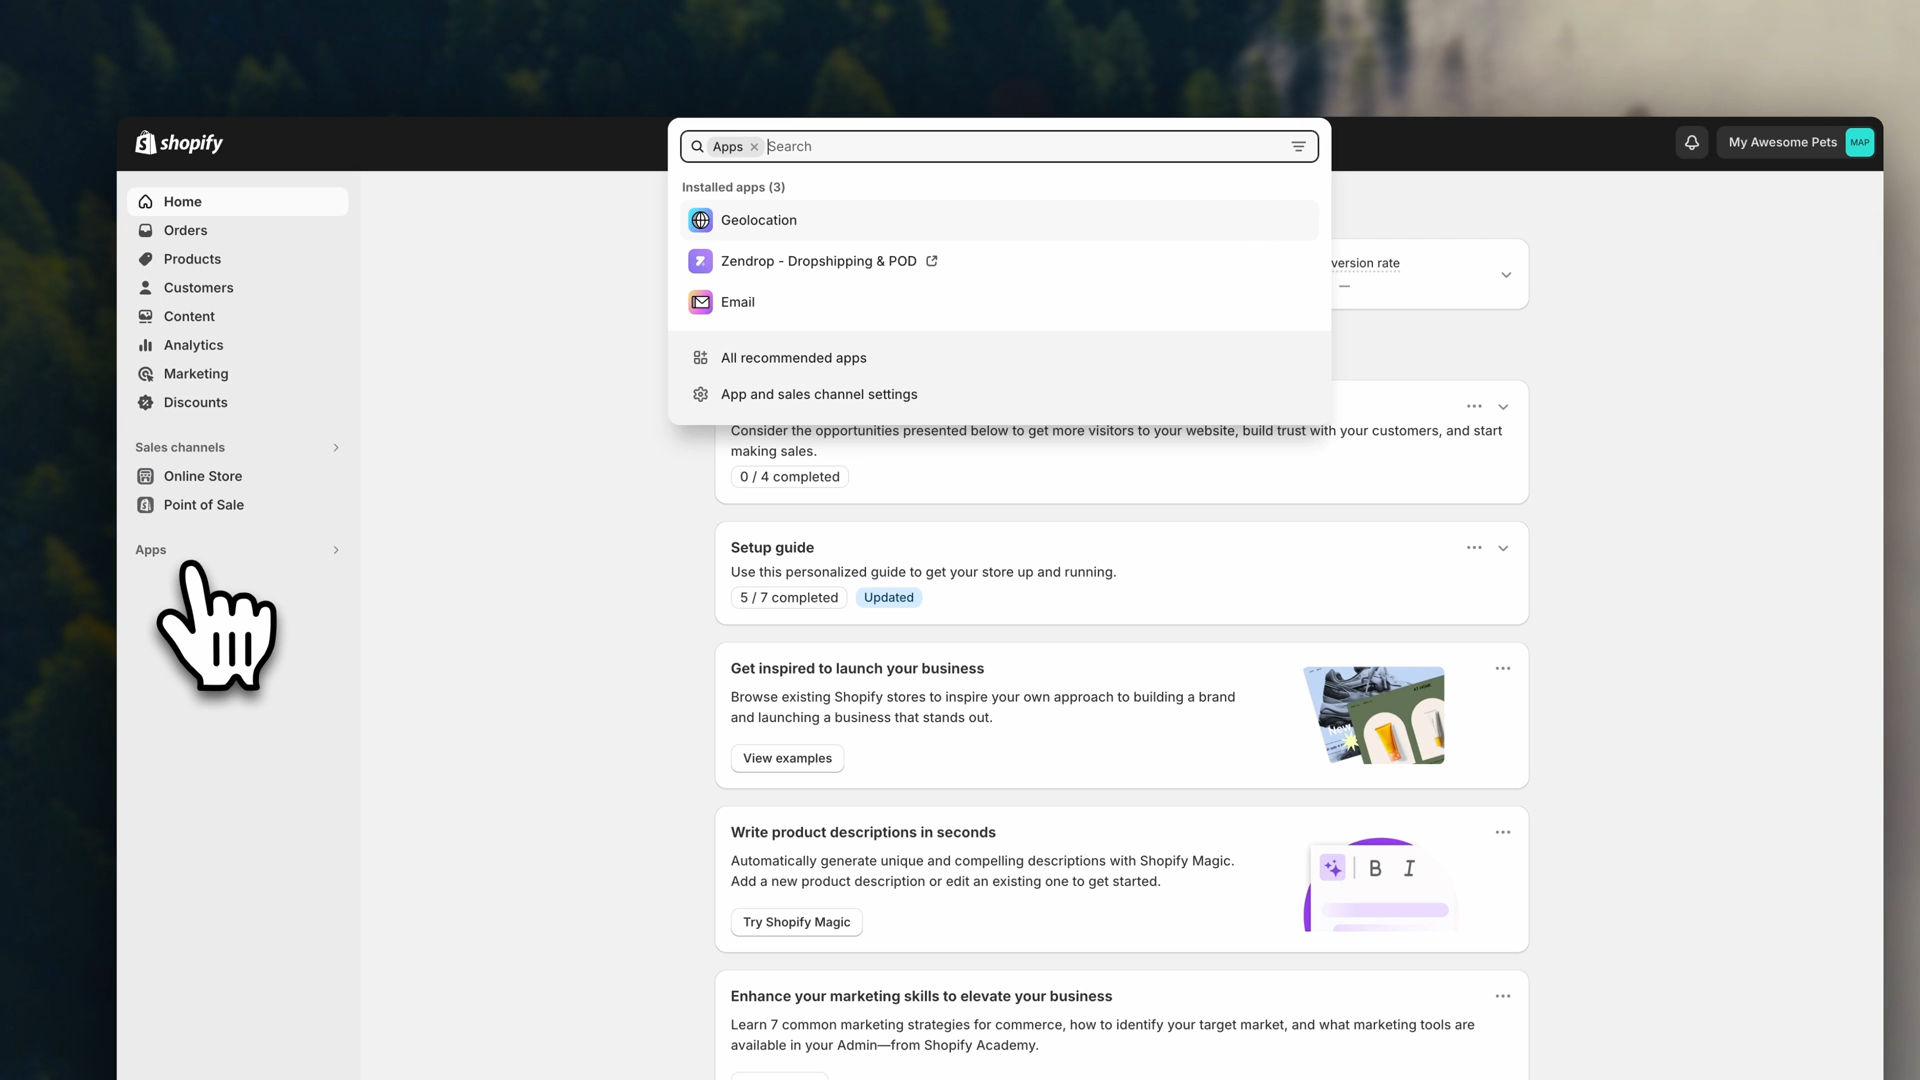 shopify
Apps
Search
My Awesome Pets
MAP
Home
Orders
Products
Customers
Content
Analytics
Marketing
Discounts
Sales channels
Online Store
Point of Sale
Apps
Installed apps (3)
Geolocation
Zendrop - Dropshipping & POD
Email
All recommended apps
App and sales channel settings
version rate
—
Consider the opportunities presented below to get more visitors to your website, build trust with your customers, and start
making sales.
0 / 4 completed
Setup guide
Use this personalized guide to get your store up and running.
5 / 7 completed
Updated
Get inspired to launch your business
Browse existing Shopify stores to inspire your own approach to building a brand
and launching a business that stands out.
View examples
Write product descriptions in seconds
Automatically generate unique and compelling descriptions with Shopify Magic.
Add a new product description or edit an existing one to get started.
Try Shopify Magic
B I
Enhance your marketing skills to elevate your business
Learn 7 common marketing strategies for commerce, how to identify your target market, and what marketing tools are
available in your Admin—from Shopify Academy.